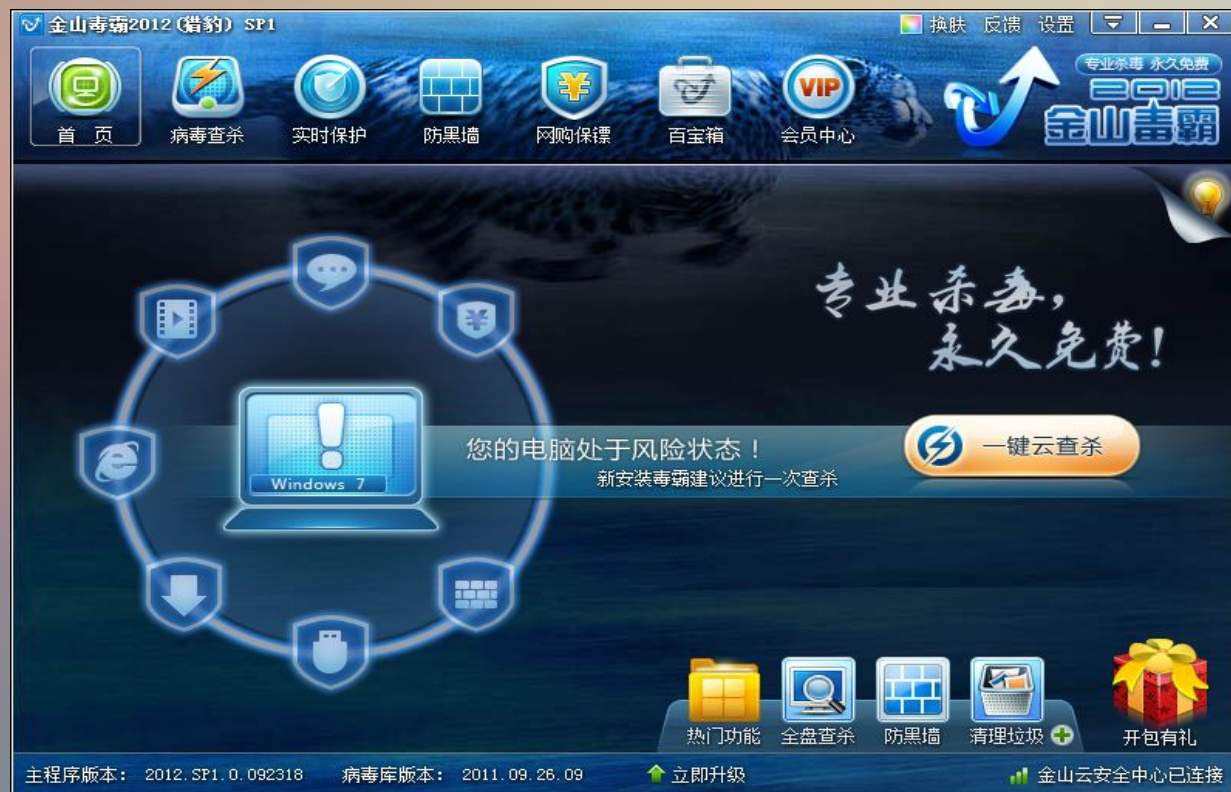 金山毒霸2012(猎豹) SP1
换肤 反馈 设置
首 页
病毒查杀
实时保护
防黑墙
网购保镖
百宝箱
VIP
会员中心
专业杀毒 永久免费
2012
金山毒霸
专业杀毒,
永久免费!
Windows 7
您的电脑处于风险状态!
新安装毒霸建议进行一次查杀
一键云查杀
热门功能
全盘查杀
防黑墙
清理垃圾
开包有礼
主程序版本: 2012.SP1.0.092318 病毒库版本: 2011.09.26.09 立即升级 金山云安全中心已连接